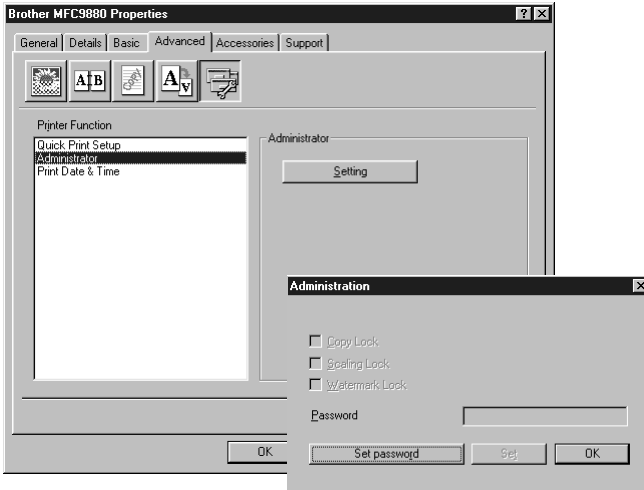 Brother MFC9880 Properties
General Details Basic Advanced Accessories Support
A B
A
Printer Function
Quick Print Setup
Administrator
Print Date & Time
Administrator
Setting
OK
Administration
Copy Lock
Scaling Lock
Watermark Lock
Password
Set password Set OK